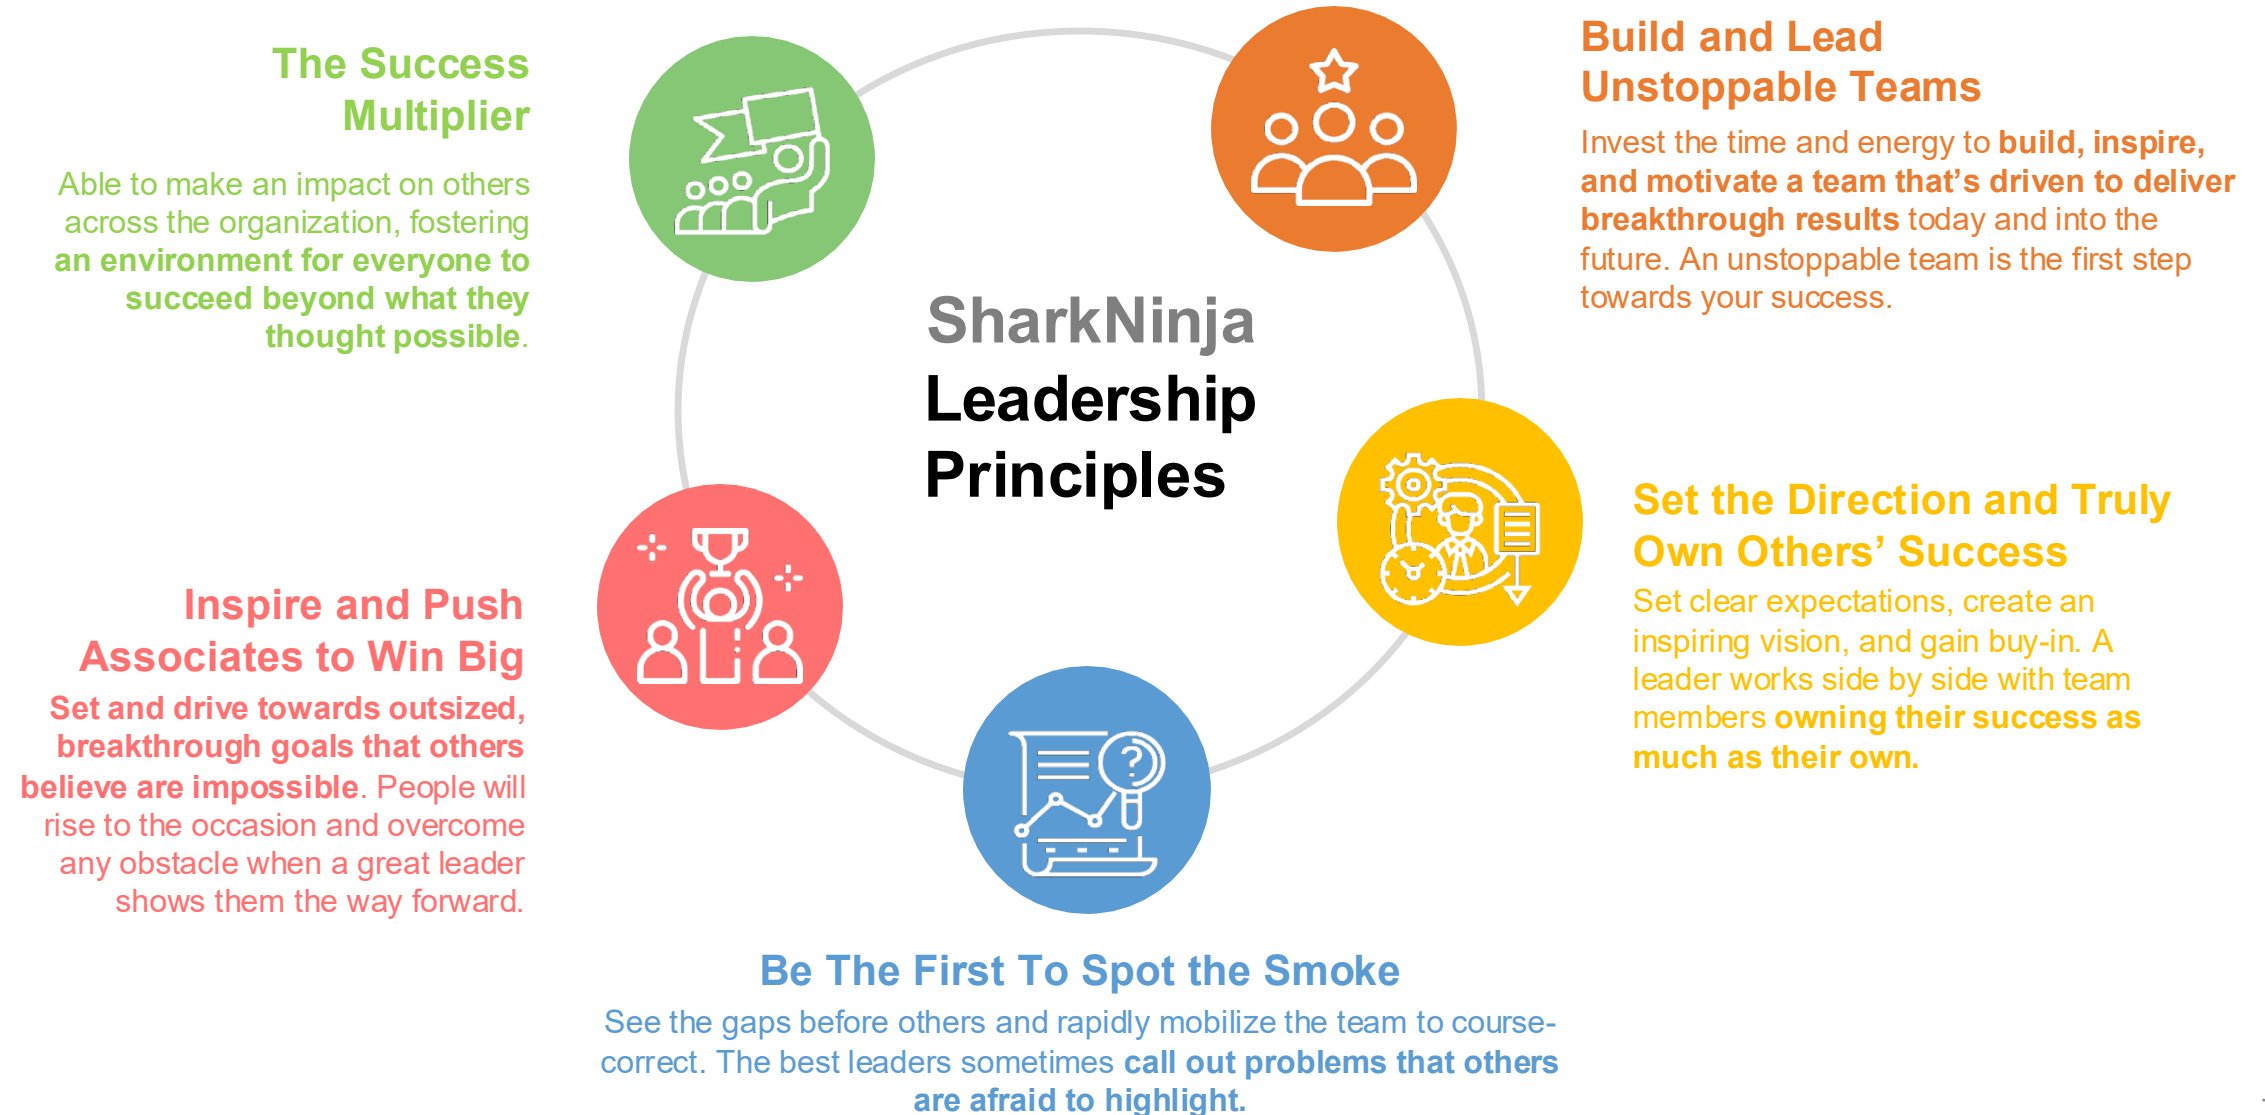 The Success
Multiplier
Able to make an impact on others
across the organization, fostering
an environment for everyone to
succeed beyond what they
thought possible.
Build and Lead
Unstoppable Teams
Invest the time and energy to build, inspire,
and motivate a team that’s driven to deliver
breakthrough results today and into the
future. An unstoppable team is the first step
towards your success.
SharkNinja
Leadership
Principles
Set the Direction and Truly
Own Others’ Success
Set clear expectations, create an
inspiring vision, and gain buy-in. A
leader works side by side with team
members owning their success as
much as their own.
Inspire and Push
Associates to Win Big
Set and drive towards outsized,
breakthrough goals that others
believe are impossible. People will
rise to the occasion and overcome
any obstacle when a great leader
shows them the way forward.
?
Be The First To Spot the Smoke
See the gaps before others and rapidly mobilize the team to course-
correct. The best leaders sometimes call out problems that others
are afraid to highlight.